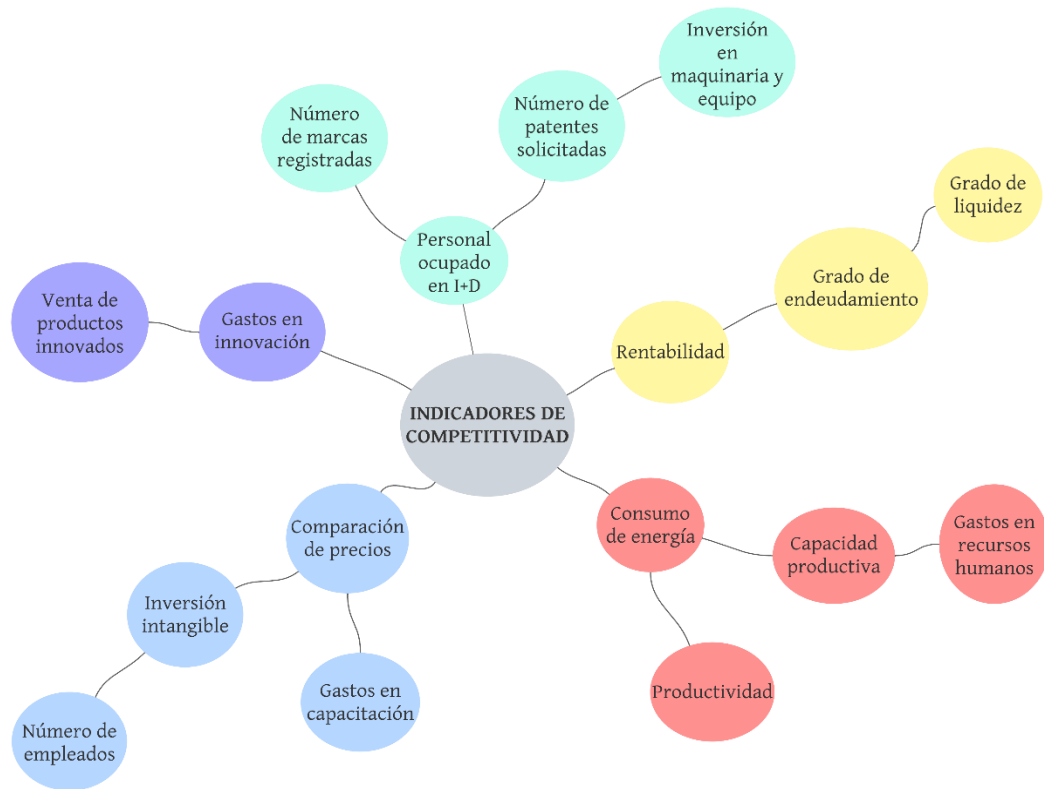 Inversión
en
maquinaria y
equipo
Número de
patentes
solicitadas
Número
de marcas
registradas
Grado de
liquidez
Personal
ocupado
en I+D
Grado de
endeudamiento
Venta de
productos
innovados
Gastos en
innovación
Rentabilidad
INDICADORES DE
COMPETITIVIDAD
Comparación
de precios
Consumo
de energía
Capacidad
productiva
Gastos en
recursos
humanos
Inversión
intangible
Gastos en
capacitación
Productividad
Número de
empleados